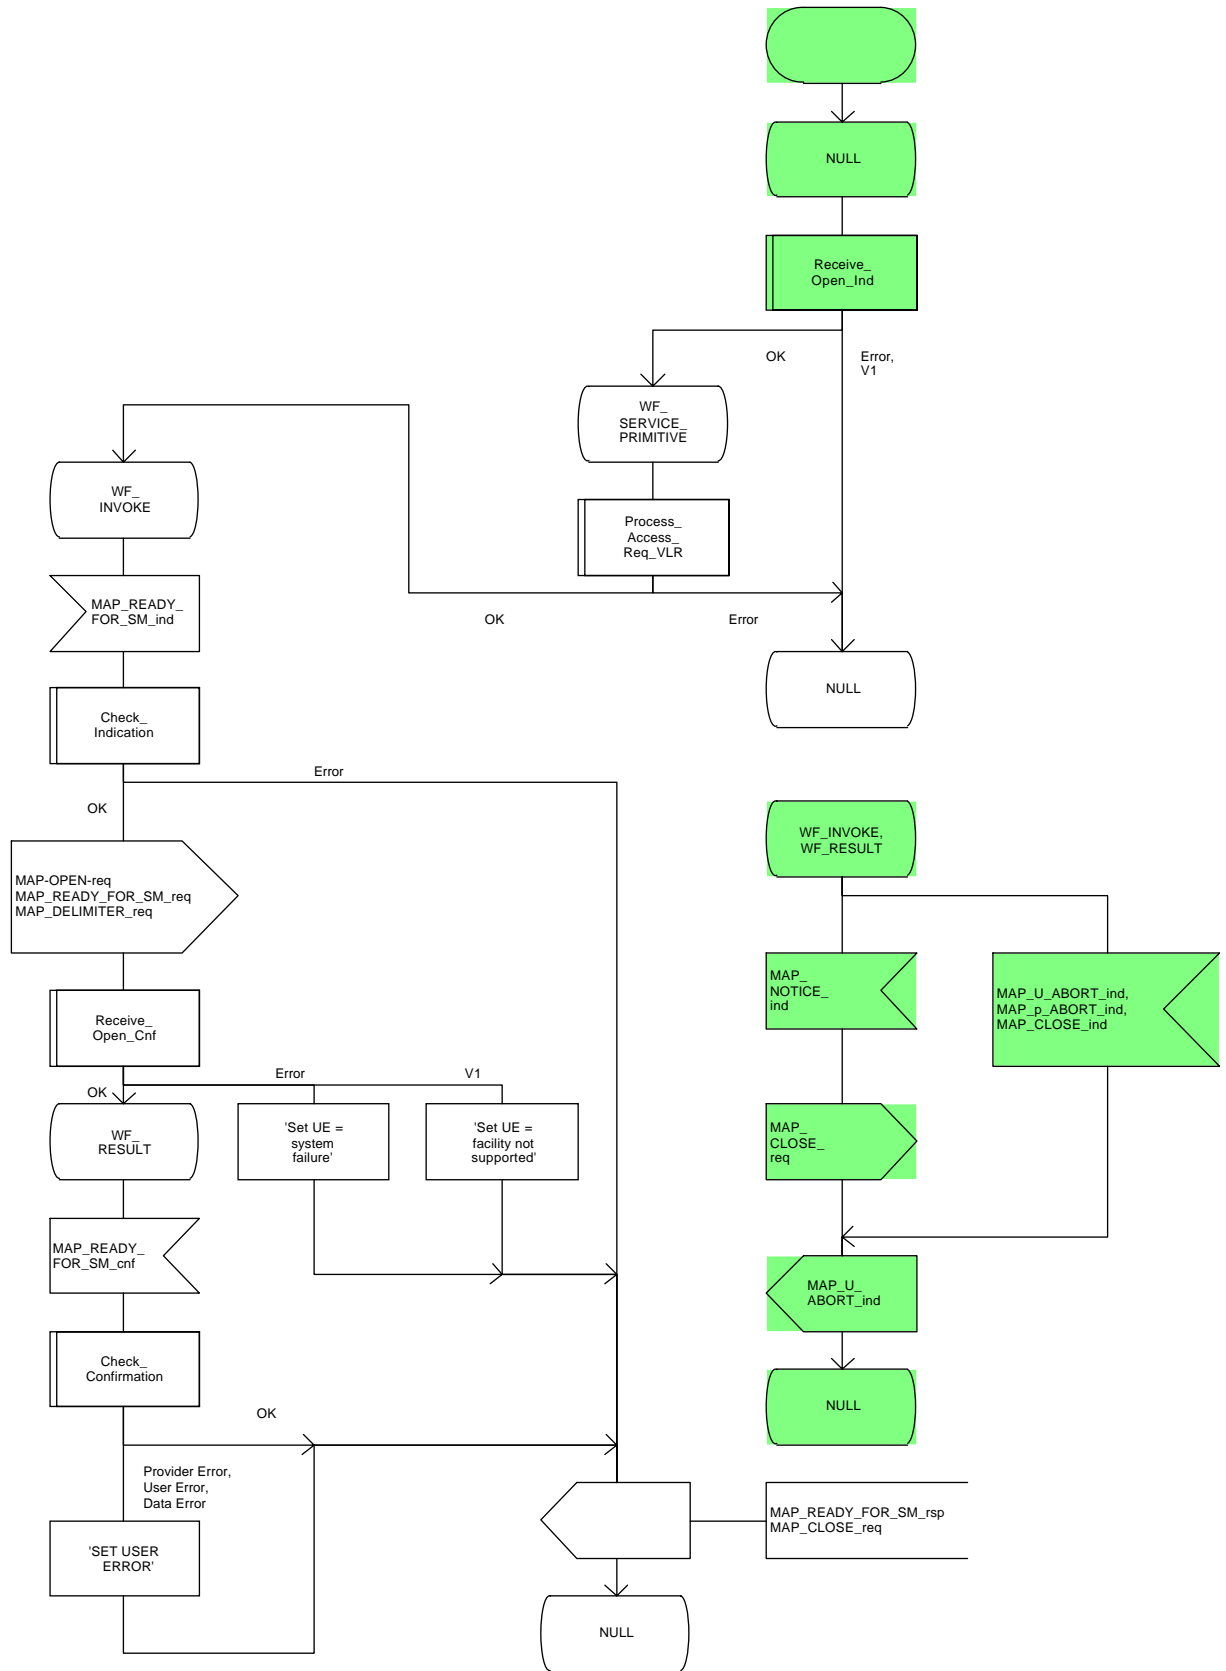 NULL
Receive_
Open_Ind
OK
Error,
V1
WF_
SERVICE_
PRIMITIVE
WF_
INVOKE
Process_
Access_
Req_VLR
MAP_READY_
FOR_SM_ind
OK
Error
NULL
Check_
Indication
Error
OK
WF_INVOKE,
WF_RESULT
MAP-OPEN-req
MAP_READY_FOR_SM_req
MAP_DELIMITER_req
MAP_
NOTICE_
ind
MAP_U_ABORT_ind,
MAP_p_ABORT_ind,
MAP_CLOSE_ind
Receive_
Open_Cnf
Error
V1
OK
WF_
RESULT
'Set UE =
system
failure'
'Set UE =
facility not
supported'
MAP_
CLOSE_
req
MAP_READY_
FOR_SM_cnf
MAP_U_
ABORT_ind
Check_
Confirmation
OK
NULL
Provider Error,
User Error,
Data Error
MAP_READY_FOR_SM_rsp
MAP_CLOSE_req
'SET USER
ERROR'
NULL